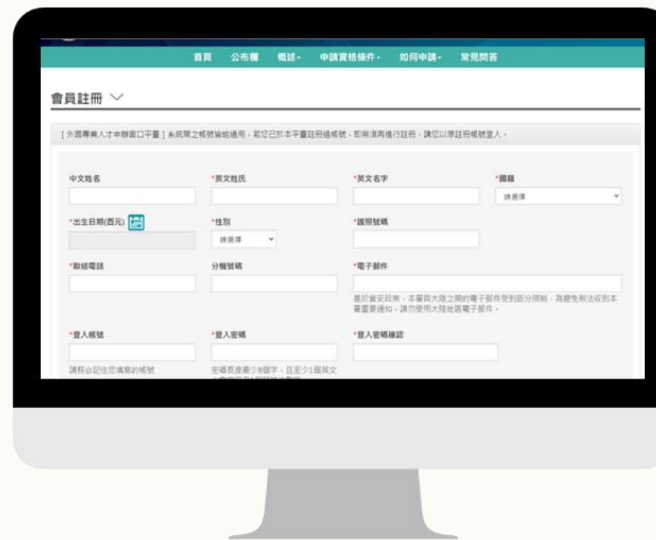 首頁 公布欄 概述 申請資格條件 如何申請 常見問答
會員註冊
[ 外國專業人才申辦窗口平臺 ] 系統間之帳號皆能通用，若您已於本平臺註冊過帳號，即無須再進行註冊，請您以原註冊帳號登入。
中文姓名 *英文姓氏 *英文名字 *國籍
請選擇
*出生日期(西元) *性別 *護照號碼
請選擇
*聯絡電話 分機號碼 *電子郵件
基於資安政策，本署與大陸之間的電子郵件受到部分限制，為避免無法收到本
署重要通知，請勿使用大陸地區電子郵件。
*登入帳號 *登入密碼 *登入密碼確認
請務必記住您填寫的帳號 密碼長度最少8個字，且至少1個英文